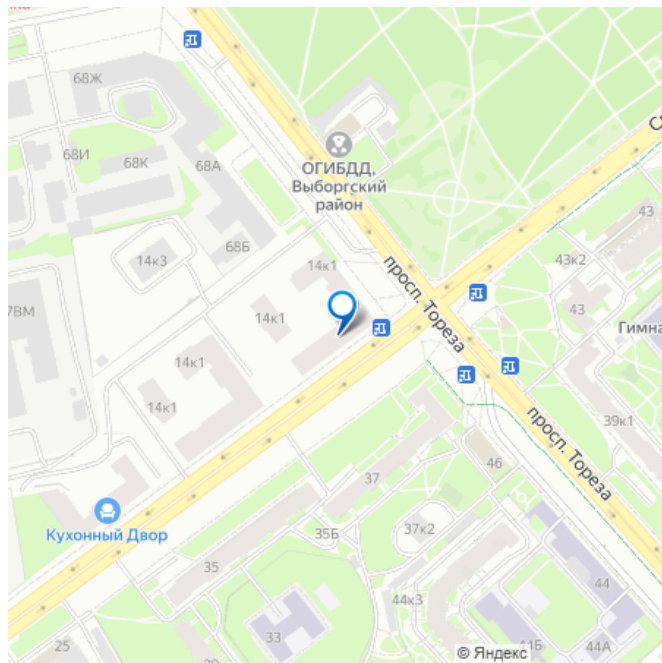 68Ж
68И
68К
68А
ОГИБДД,
Выборгский
район
43
43к2
14к3
68Б
14к1
просп. Тореза
43
7ВМ
14к1
Гимна
14к1
14к1
39к1
просп. Тореза
46
37
Кухонный Двор
35Б
37к2
35
44
44к3
33
25
© Яндекс
44А